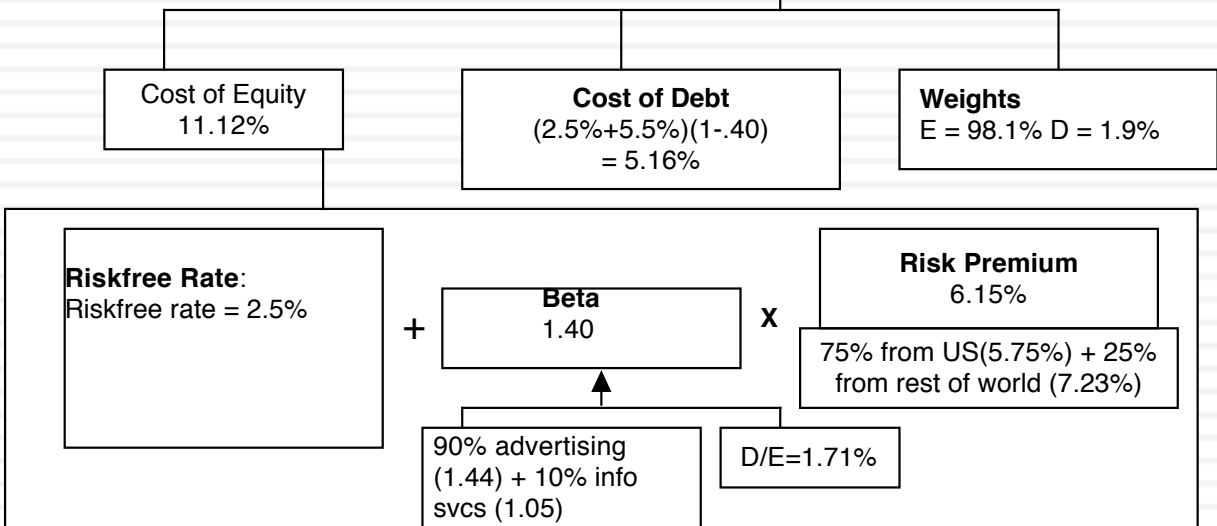 Cost of Equity
11.12%
Cost of Debt
(2.5%+5.5%)(1-.40)
= 5.16%
Weights
E = 98.1% D = 1.9%
Riskfree Rate:
Riskfree rate = 2.5%
+
Beta
1.40
X
Risk Premium
6.15%
75% from US(5.75%) + 25%
from rest of world (7.23%)
90% advertising
(1.44) + 10% info
svcs (1.05)
D/E=1.71%